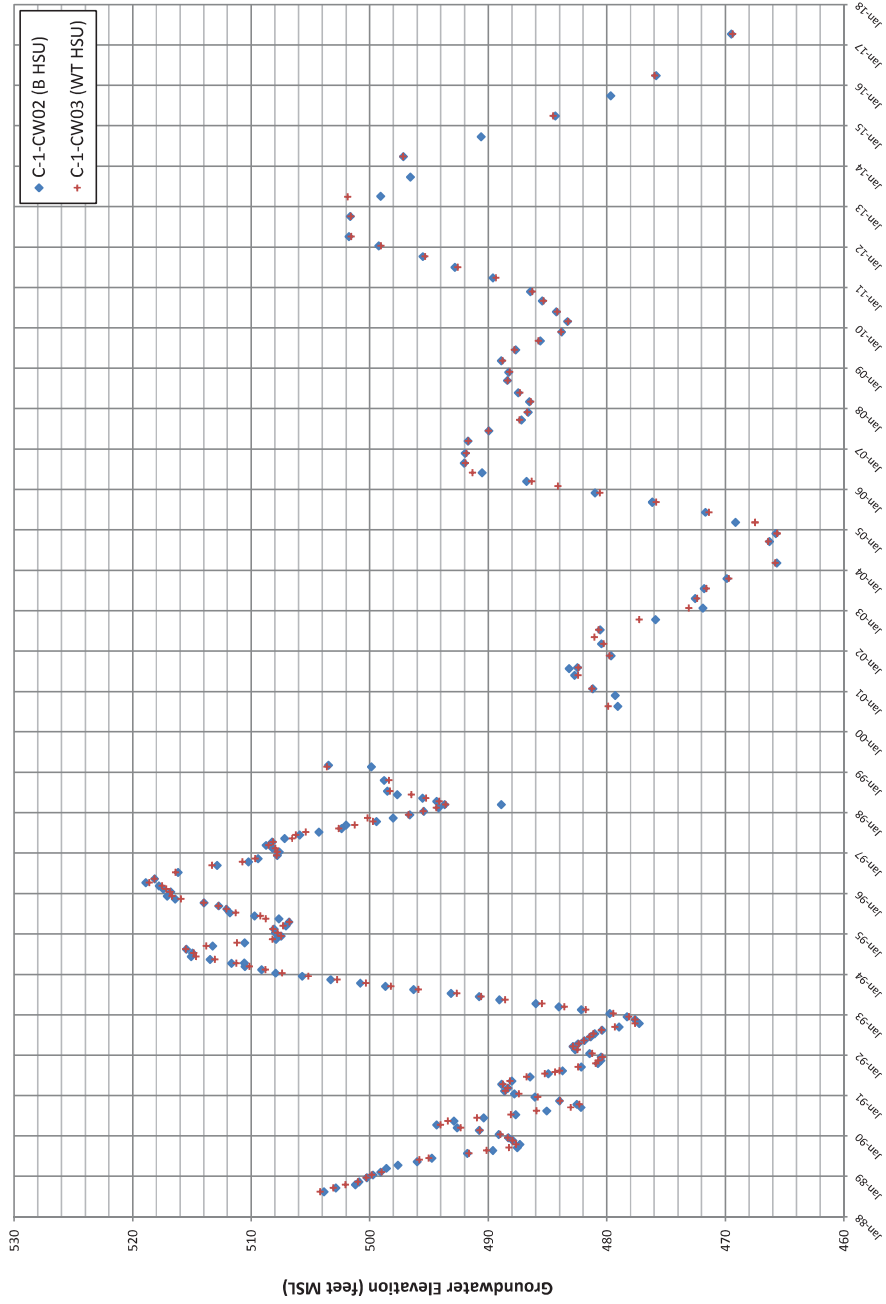 C-1-CW02 (B HSU)
C-1-CW03 (WT HSU)
Groundwater Elevation (feet MSL)
530
520
510
500
490
480
470
460
Jan-88
Jan-89
Jan-90
Jan-91
Jan-92
Jan-93
Jan-94
Jan-95
Jan-96
Jan-97
Jan-98
Jan-99
Jan-00
Jan-01
Jan-02
Jan-03
Jan-04
Jan-05
Jan-06
Jan-07
Jan-08
Jan-09
Jan-10
Jan-11
Jan-12
Jan-13
Jan-14
Jan-15
Jan-16
Jan-17
Jan-18